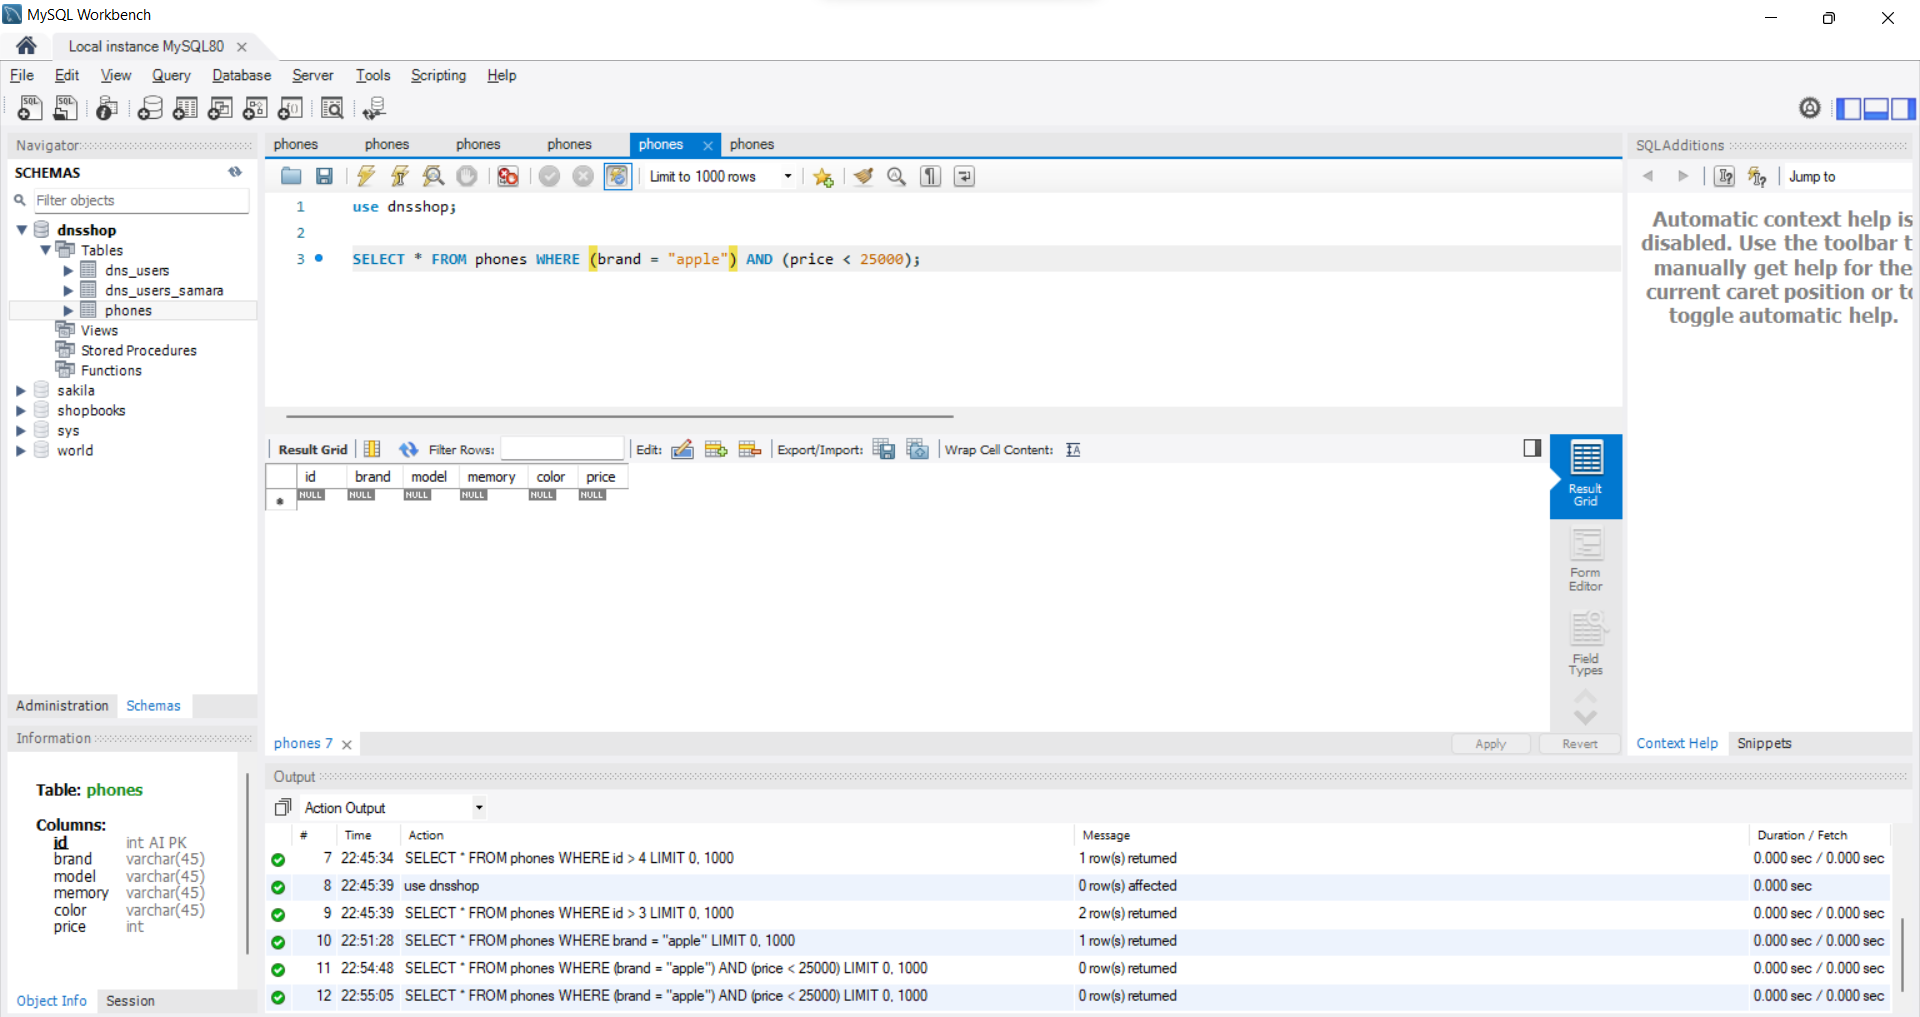 MySQL Workbench
Local instance MySQL80
File Edit View Query Database Server Tools Scripting Help
Navigator
SCHEMAS
Filter objects
dnsshop
Tables
dns_users
dns_users_samara
phones
Views
Stored Procedures
Functions
sakila
shopbooks
sys
world
Administration Schemas
Information
Table: phones
Columns:
id int AI PK
brand varchar(45)
model varchar(45)
memory varchar(45)
color varchar(45)
price int
Object Info Session
phones phones phones phones phones phones
Limit to 1000 rows
1 use dnsshop;
2
3 SELECT * FROM phones WHERE (brand = "apple") AND (price < 25000);
Result Grid Filter Rows: Edit: Export/Import: Wrap Cell Content:
id brand model memory color price
NULL NULL NULL NULL NULL NULL
Result
Grid
Form
Editor
Field
Types
phones 7
Apply Revert
SQLAdditions
Jump to
Automatic context help is
disabled. Use the toolbar t
manually get help for the
current caret position or to
toggle automatic help.
Context Help Snippets
Output
Action Output
# Time Action Message Duration / Fetch
7 22:45:34 SELECT * FROM phones WHERE id > 4 LIMIT 0, 1000 1 row(s) returned 0.000 sec / 0.000 sec
8 22:45:39 use dnsshop 0 row(s) affected 0.000 sec
9 22:45:39 SELECT * FROM phones WHERE id > 3 LIMIT 0, 1000 2 row(s) returned 0.000 sec / 0.000 sec
10 22:51:28 SELECT * FROM phones WHERE brand = "apple" LIMIT 0, 1000 1 row(s) returned 0.000 sec / 0.000 sec
11 22:54:48 SELECT * FROM phones WHERE (brand = "apple") AND (price < 25000) LIMIT 0, 1000 0 row(s) returned 0.000 sec / 0.000 sec
12 22:55:05 SELECT * FROM phones WHERE (brand = "apple") AND (price < 25000) LIMIT 0, 1000 0 row(s) returned 0.000 sec / 0.000 sec